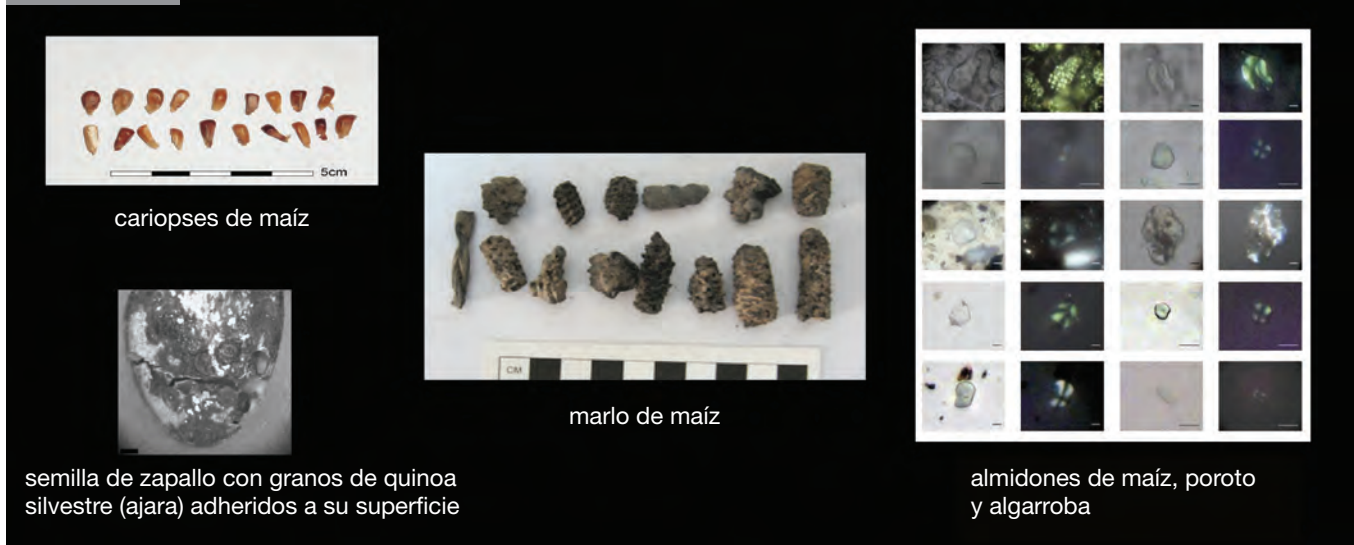 5cm
cariopses de maíz
CM
marlo de maíz
semilla de zapallo con granos de quinoa
silvestre (ajara) adheridos a su superficie
almidones de maíz, poroto
y algarroba